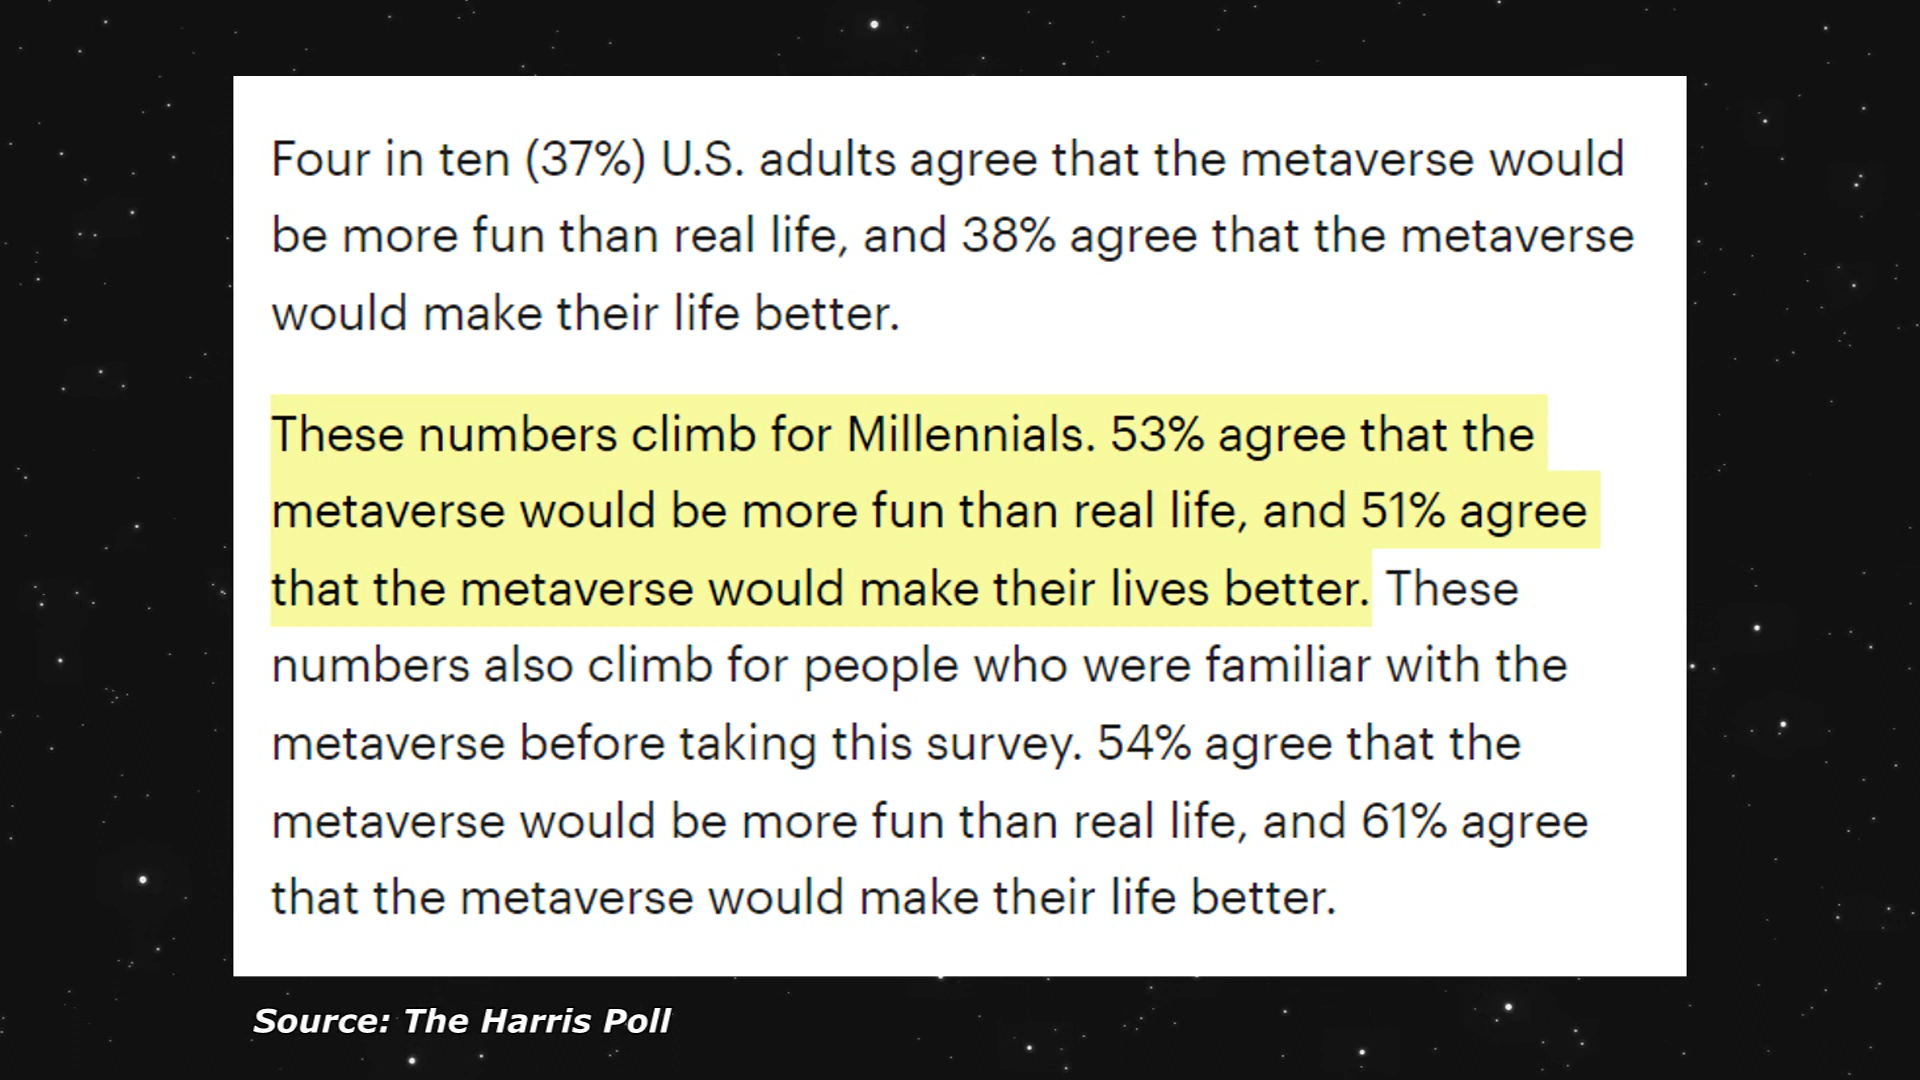 Four in ten (37%) U.S. adults agree that the metaverse would
be more fun than real life, and 38% agree that the metaverse
would make their life better.
These numbers climb for Millennials. 53% agree that the
metaverse would be more fun than real life, and 51% agree
that the metaverse would make their lives better. These
numbers also climb for people who were familiar with the
metaverse before taking this survey. 54% agree that the
metaverse would be more fun than real life, and 61% agree
that the metaverse would make their life better.
Source: The Harris Poll